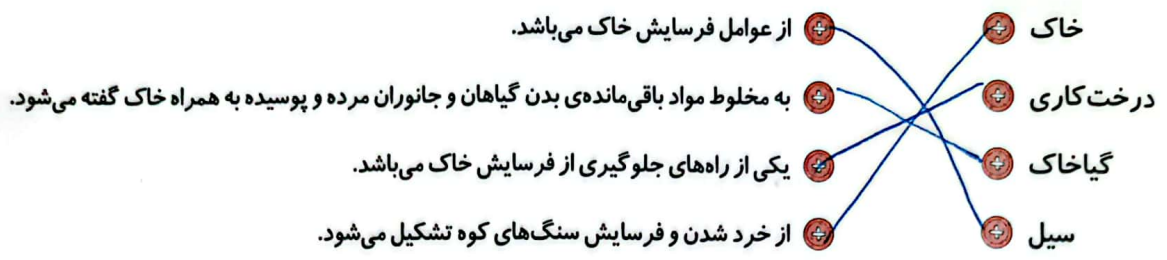 خاک از عوامل فرسایش خاک می‌باشد.
درخت‌کاری به مخلوط مواد باقی‌مانده‌ی بدن گیاهان و جانوران مرده و پوسیده به همراه خاک گفته می‌شود.
گیاخاک یکی از راه‌های جلوگیری از فرسایش خاک می‌باشد.
سیل از خرد شدن و فرسایش سنگ‌های کوه تشکیل می‌شود.